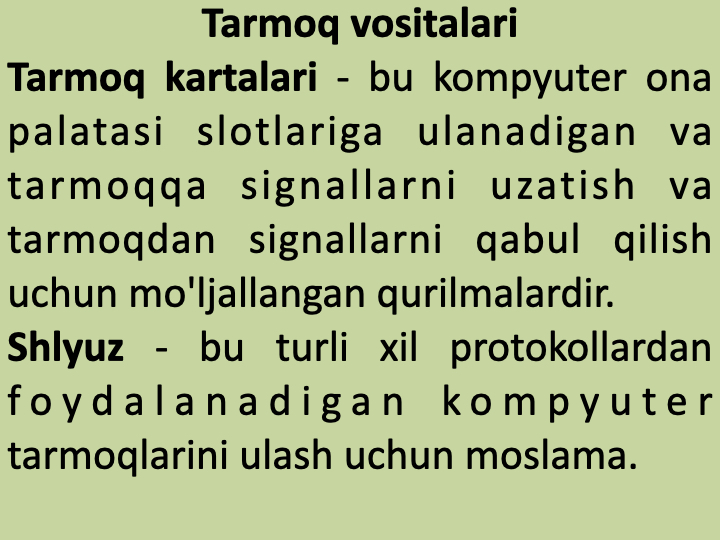 Tarmoq vositalari
Tarmoq kartalari - bu kompyuter ona
palatasi slotlariga ulanadigan va
tarmoqqa signallarni uzatish va
tarmoqdan signallarni qabul qilish
uchun mo'ljallangan qurilmalardir.
Shlyuz - bu turli xil protokollardan
foydalanadigan kompyuter
tarmoqlarini ulash uchun moslama.